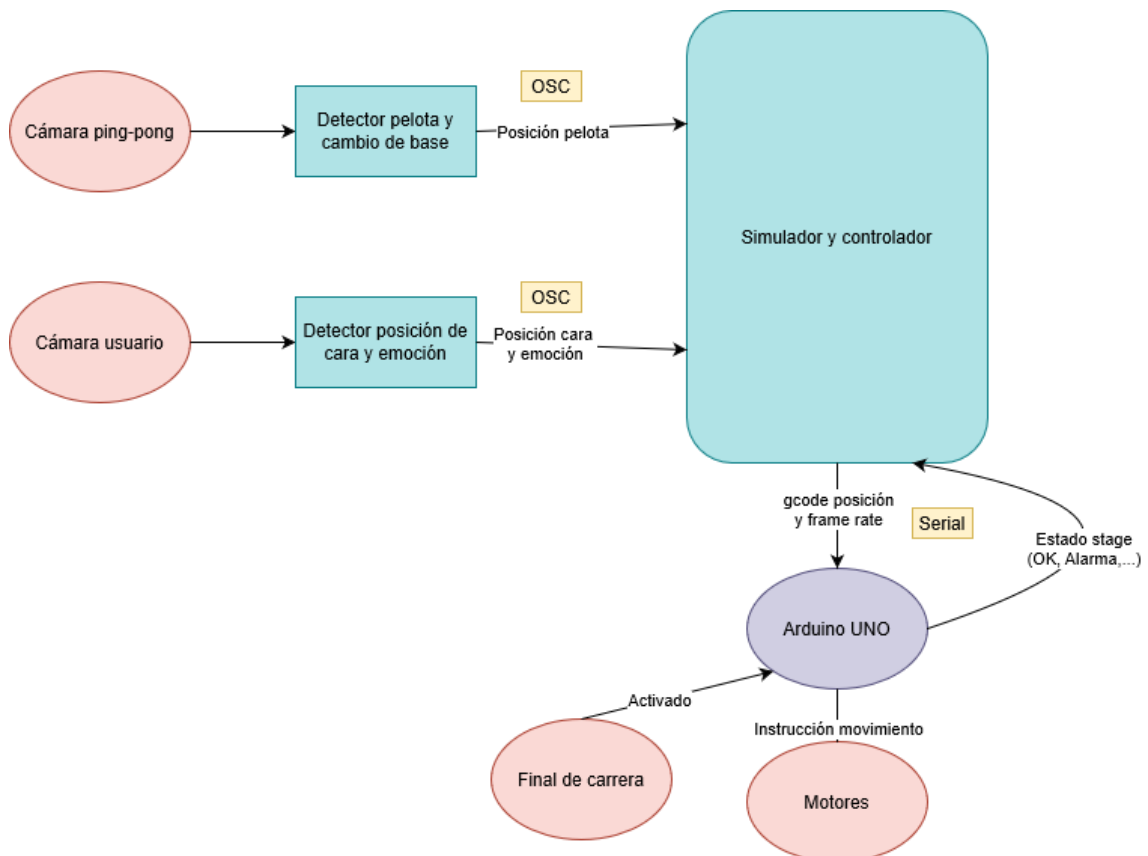 OSC
Cámara ping-pong
Detector pelota y
cambio de base
Posición pelota
Simulador y controlador
OSC
Cámara usuario
Detector posición de
cara y emoción
Posición cara
y emoción
gcode posición
y frame rate
Serial
Estado stage
(OK, Alarma,...)
Arduino UNO
Activado
Instrucción movimiento
Final de carrera
Motores